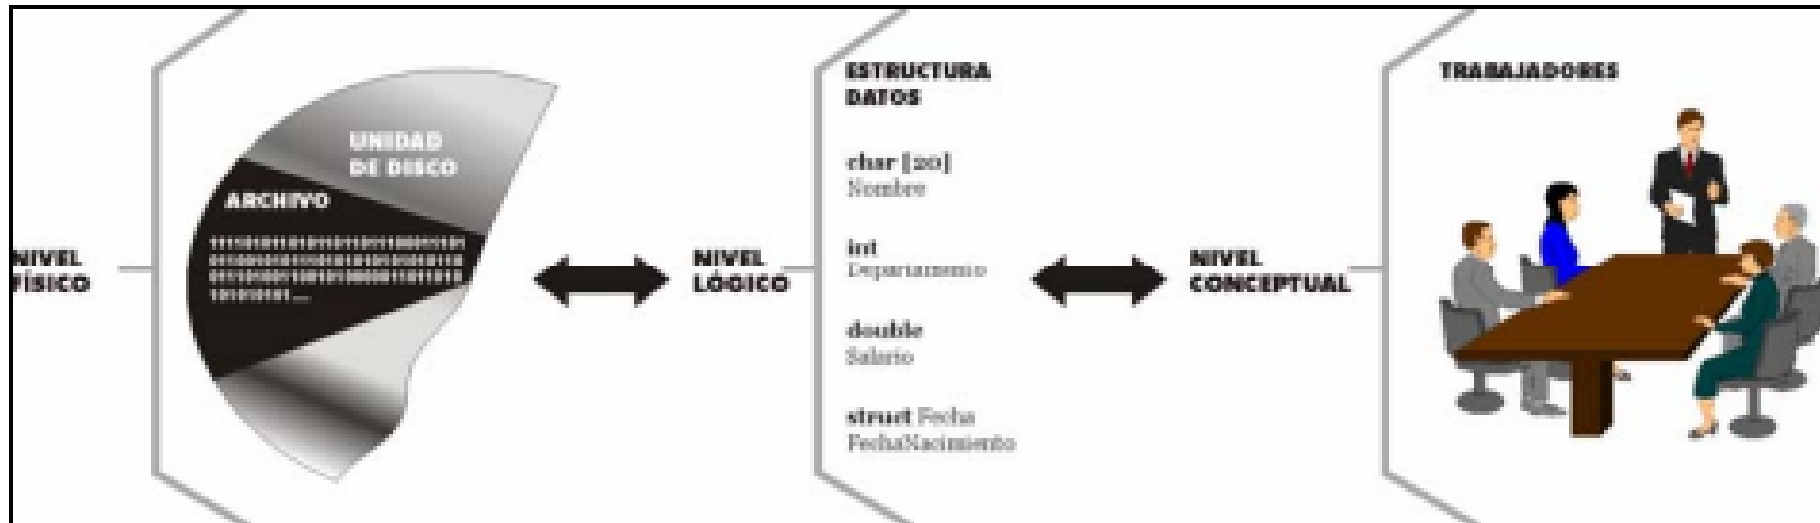 NIVEL
FÍSICO
UNIDAD
DE DISCO
ARCHIVO
101010101...
NIVEL
LÓGICO
ESTRUCTURA
DATOS
char [20]
Nombre
int
Departamento
double
Salario
struct Fecha
FechaNacimiento
NIVEL
CONCEPTUAL
TRABAJADORES